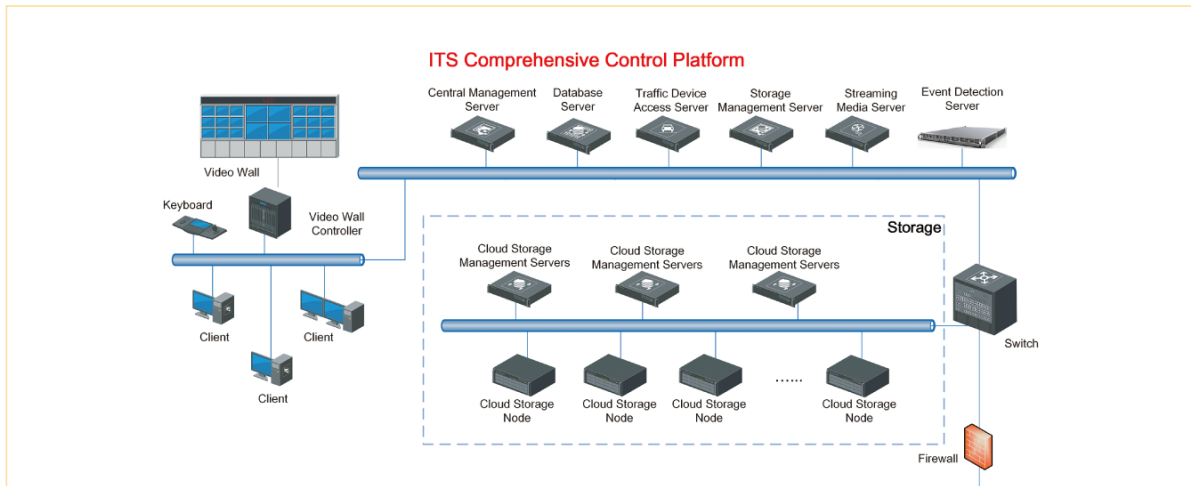 ITS Comprehensive Control Platform
Central Management
Server
Database
Server
Traffic Device
Access Server
Storage
Management Server
Streaming
Media Server
Event Detection
Server
Video Wall
Keyboard
Video Wall
Controller
Client
Client
Client
Storage
Cloud Storage
Management Servers
Cloud Storage
Management Servers
Cloud Storage
Management Servers
Switch
Cloud Storage
Node
Cloud Storage
Node
Cloud Storage
Node
......
Cloud Storage
Node
Firewall